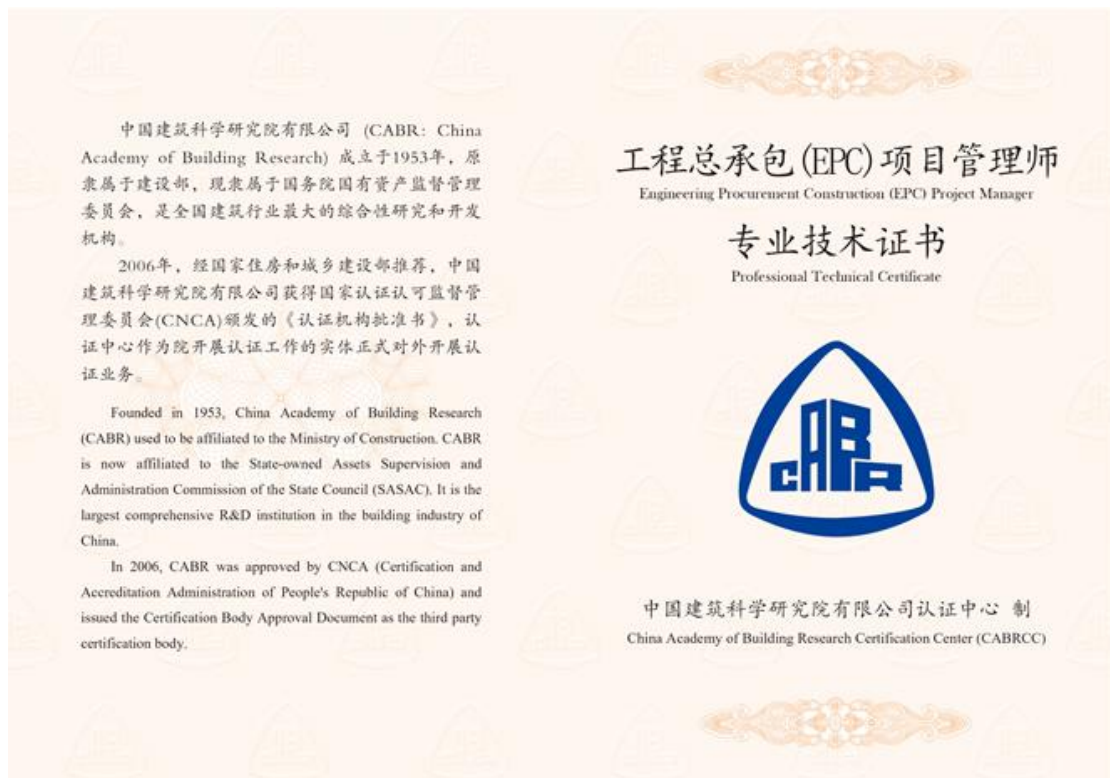 中国建筑科学研究院有限公司 (CABR: China
Academy of Building Research) 成立于1953年，原
隶属于建设部，现隶属于国务院国有资产监督管理
委员会，是全国建筑行业最大的综合性研究和开发
机构。
2006年，经国家住房和城乡建设部推荐，中国
建筑科学研究院有限公司获得国家认证认可监督管
理委员会(CNCA)颁发的《认证机构批准书》，认
证中心作为院开展认证工作的实体正式对外开展认
证业务。
Founded in 1953, China Academy of Building Research
(CABR) used to be affiliated to the Ministry of Construction. CABR
is now affiliated to the State-owned Assets Supervision and
Administration Commission of the State Council (SASAC). It is the
largest comprehensive R&D institution in the building industry of
China.
In 2006, CABR was approved by CNCA (Certification and
Accreditation Administration of People's Republic of China) and
issued the Certification Body Approval Document as the third party
certification body.
工程总承包(EPC)项目管理师
Engineering Procurement Construction (EPC) Project Manager
专业技术证书
Professional Technical Certificate
CABR
中国建筑科学研究院有限公司认证中心 制
China Academy of Building Research Certification Center (CABRCC)